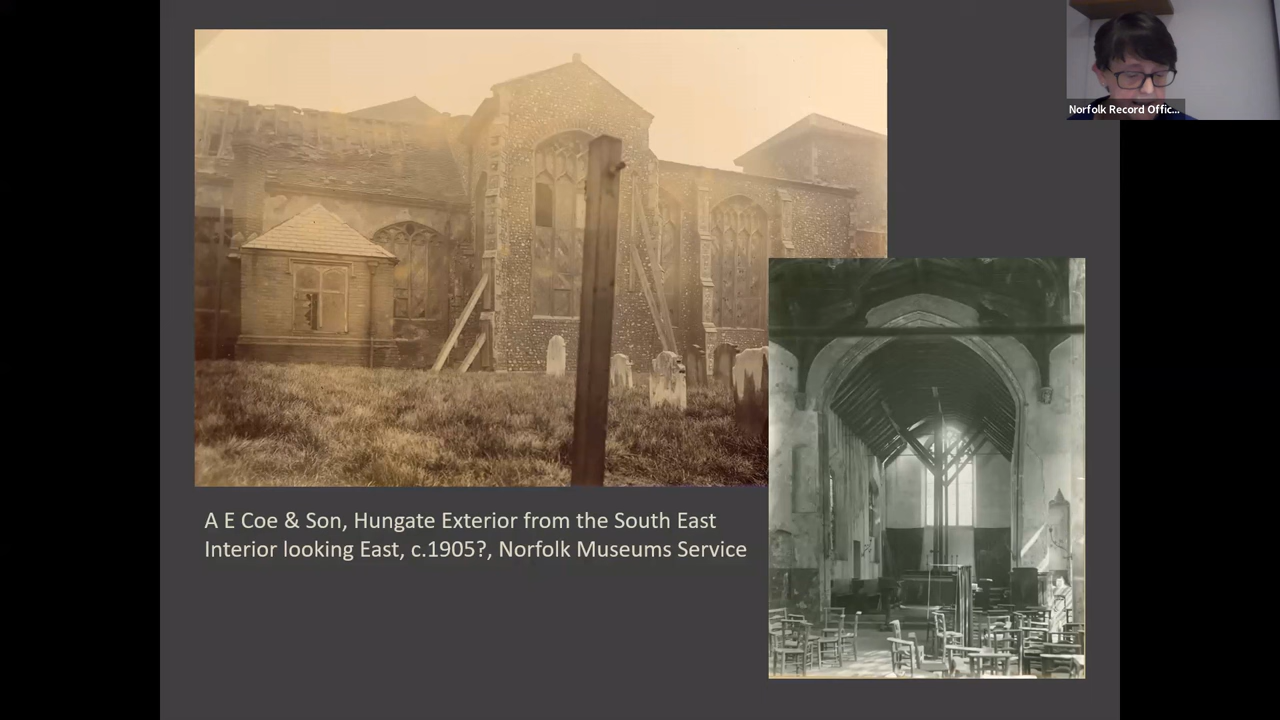 Norfolk Record Offic...
A E Coe & Son, Hungate Exterior from the South East
Interior looking East, c.1905?, Norfolk Museums Service